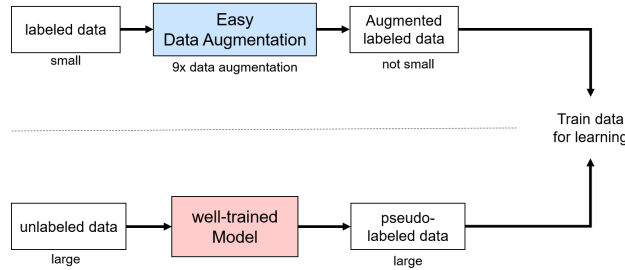 labeled data
small
Easy
Data Augmentation
9x data augmentation
Augmented
labeled data
not small
Train data
for learning
unlabeled data
large
well-trained
Model
pseudo-
labeled data
large